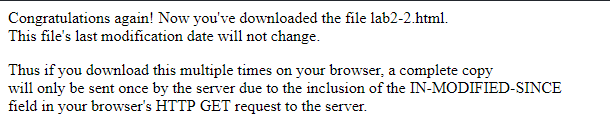 Congratulations again! Now you've downloaded the file lab2-2.html.
This file's last modification date will not change.
Thus if you download this multiple times on your browser, a complete copy
will only be sent once by the server due to the inclusion of the IN-MODIFIED-SINCE
field in your browser's HTTP GET request to the server.